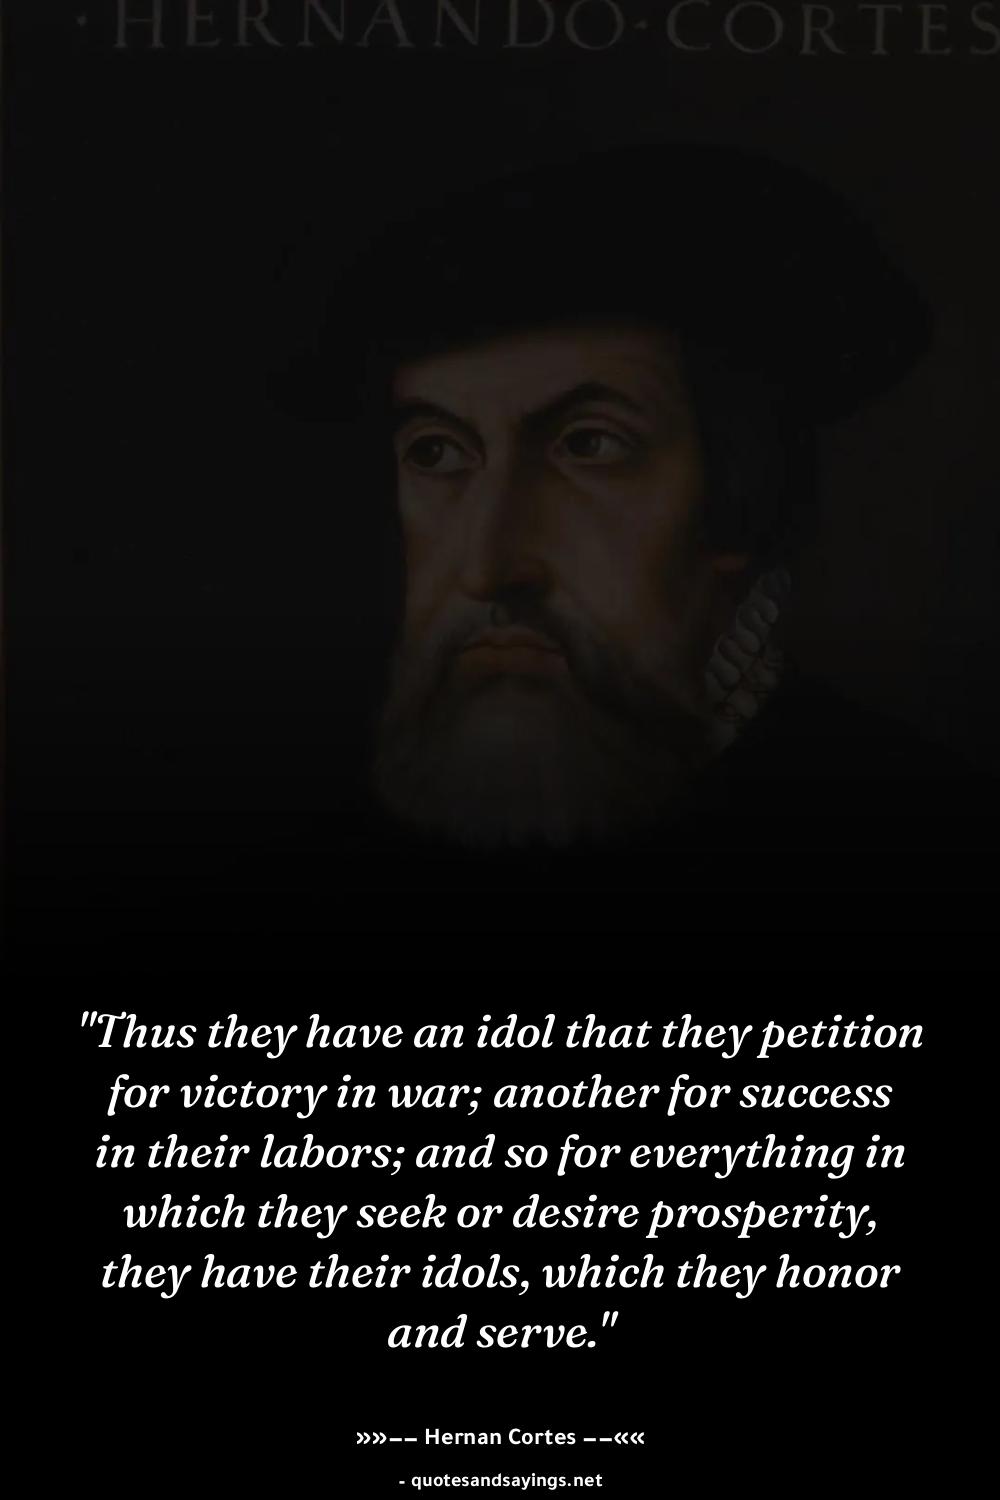 · HERNANDO · CORTES
"Thus they have an idol that they petition
for victory in war; another for success
in their labors; and so for everything in
which they seek or desire prosperity,
they have their idols, which they honor
and serve."
»»–– Hernan Cortes ––««
- quotesandsayings.net